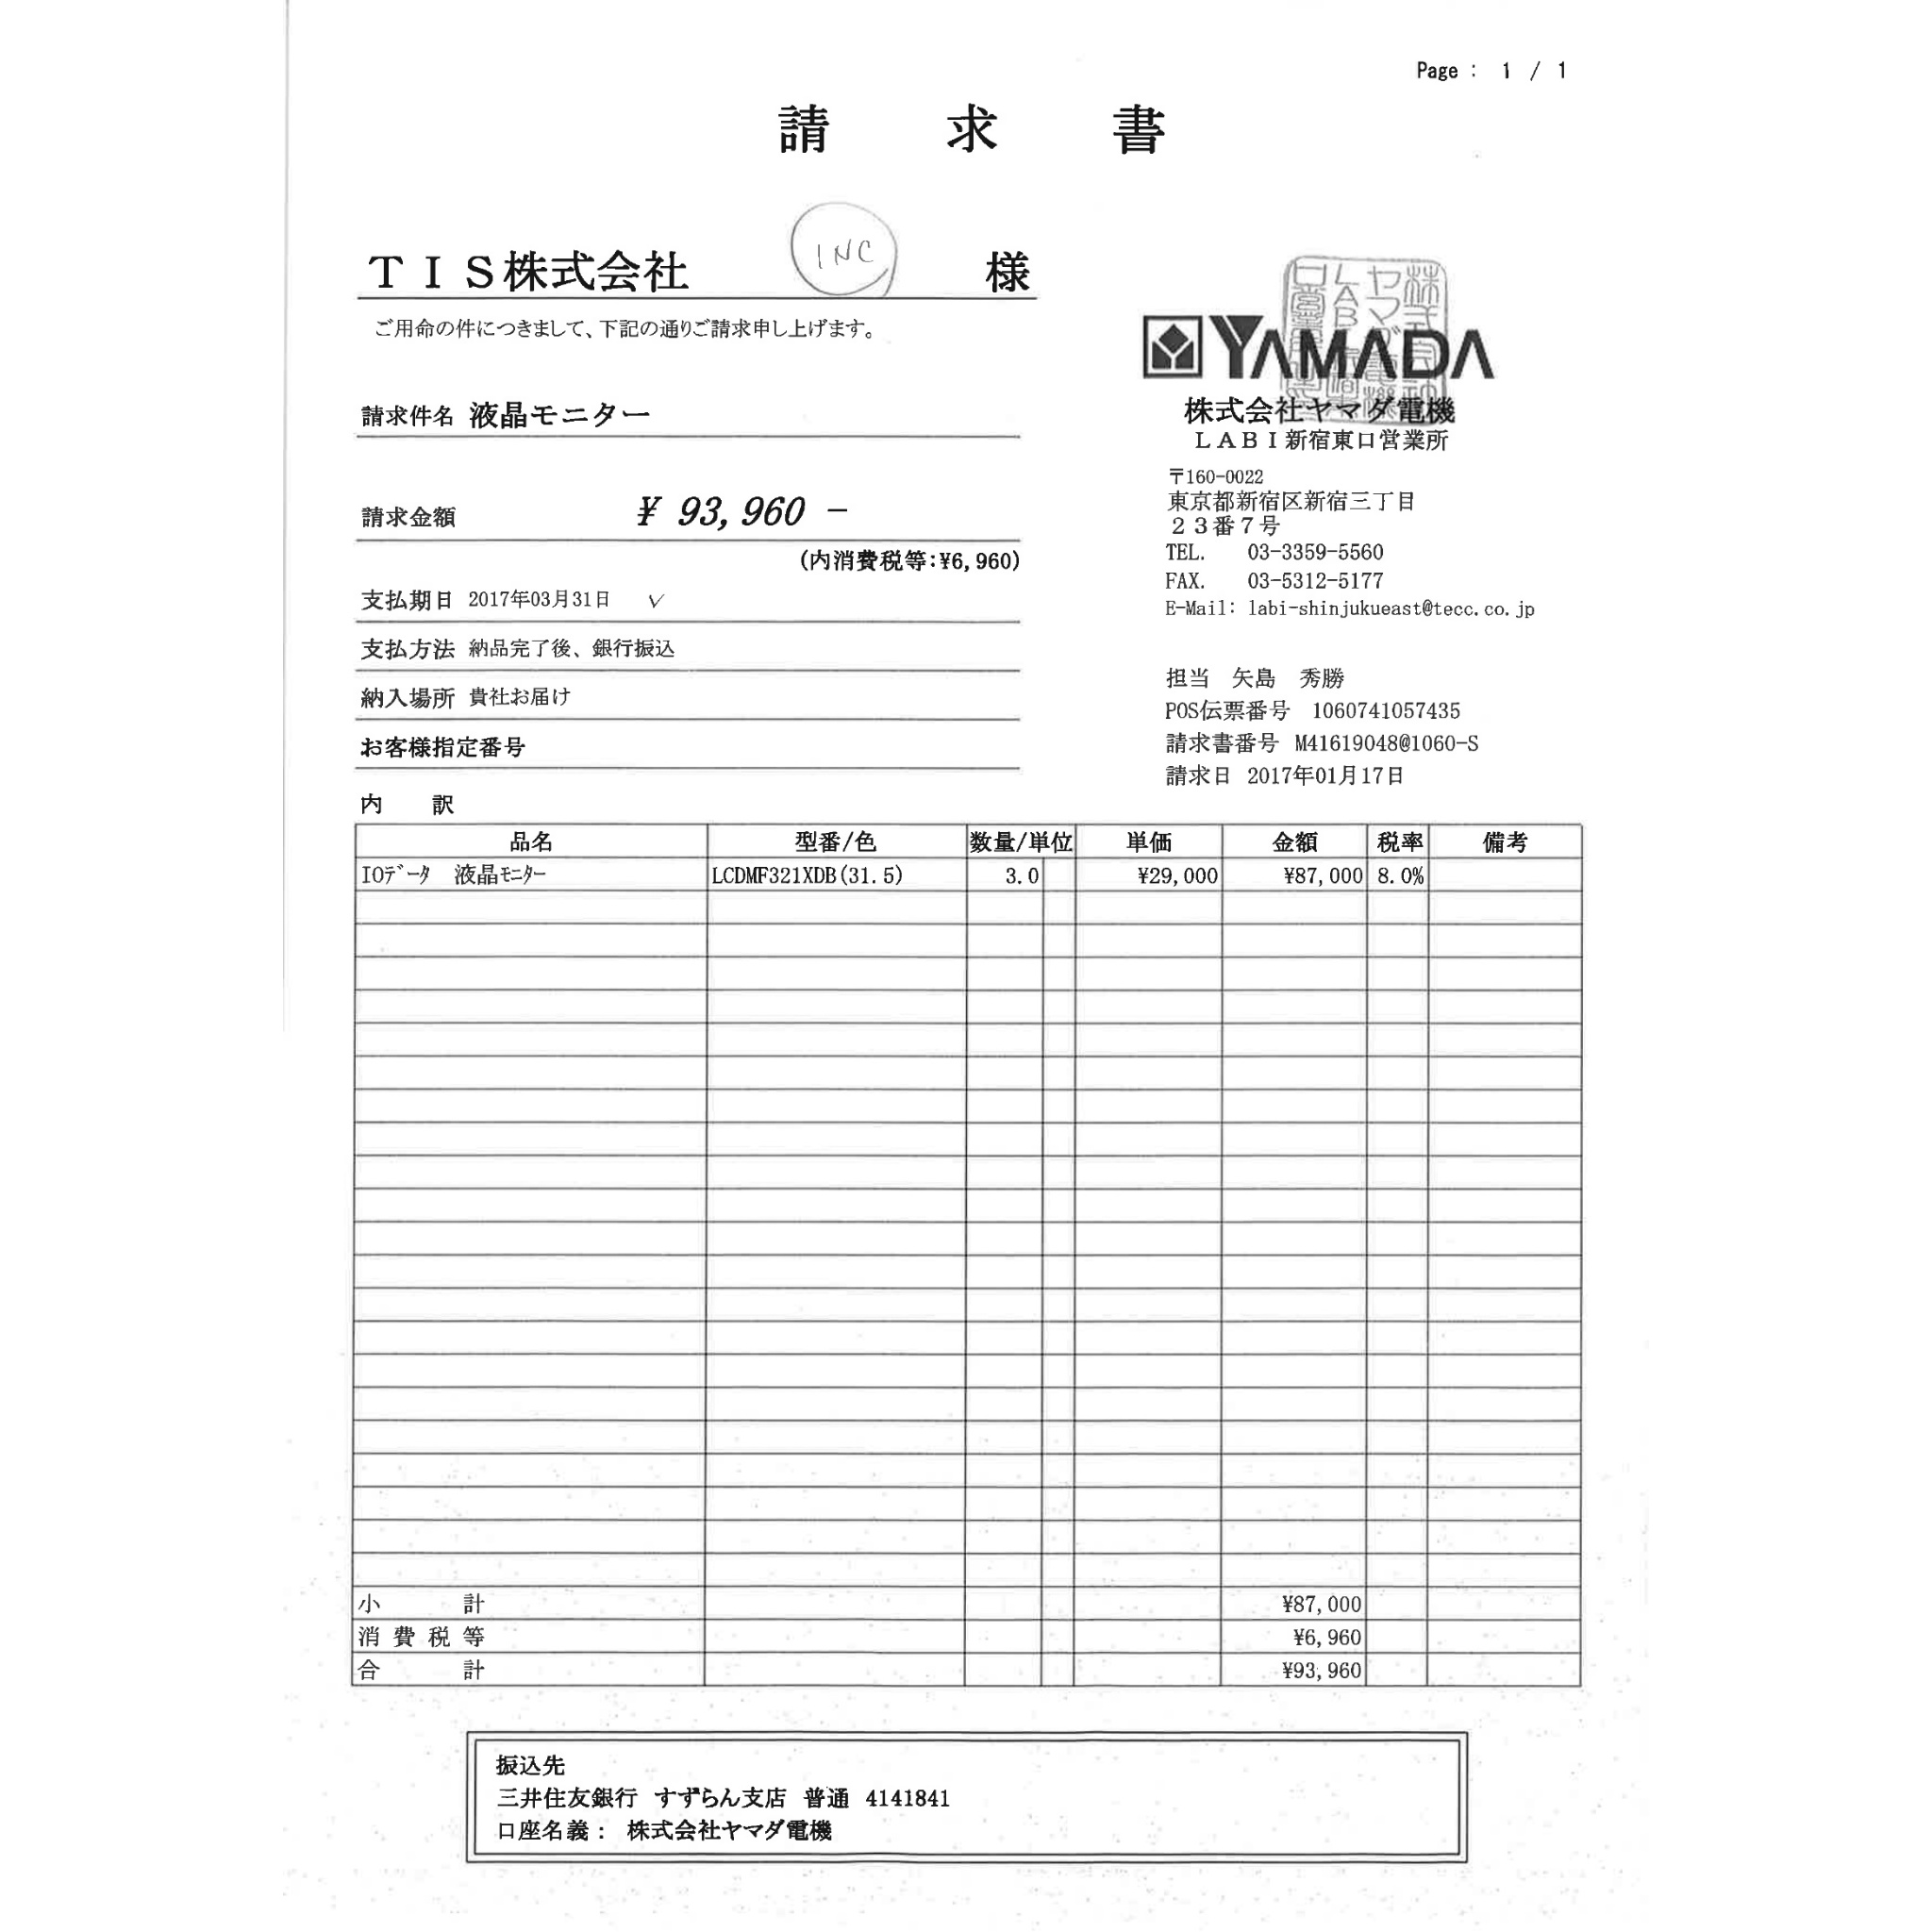 Page : 1 / 1
請 求 書
TIS株式会社 INC 様
ご用命の件につきまして、下記の通りご請求申し上げます。
YAMADA
株式会社ヤマダ電機
LABI新宿東口営業所
〒160-0022
東京都新宿区新宿三丁目
23番7号
TEL. 03-3359-5560
FAX. 03-5312-5177
E-Mail: labi-shinjukueast@tecc.co.jp
担当 矢島 秀勝
POS伝票番号 1060741057435
請求書番号 M41619048@1060-S
請求日 2017年01月17日
請求件名 液晶モニター
請求金額 ¥ 93,960 -
(内消費税等:¥6,960)
支払期日 2017年03月31日 ✓
支払方法 納品完了後、銀行振込
納入場所 貴社お届け
お客様指定番号
内 訳
品名 型番/色 数量/単位 単価 金額 税率 備考
IOデータ 液晶モニター LCDMF321XDB(31.5) 3.0 ¥29,000 ¥87,000 8.0%
小 計 ¥87,000
消 費 税 等 ¥6,960
合 計 ¥93,960
振込先
三井住友銀行 すずらん支店 普通 4141841
口座名義: 株式会社ヤマダ電機